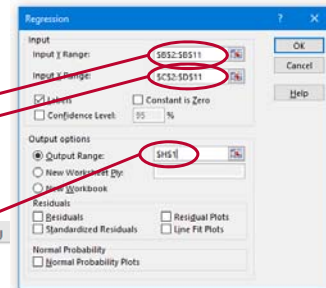 Regression
? ×
Input
Input Y Range: $B$2:$B$11
OK
Input X Range: $C$2:$D$11
Cancel
Labels Constant is Zero
Help
Confidence Level: 95 %
Output options
Output Range: $H$1
New Worksheet Ply:
New Workbook
Residuals
Residuals Residual Plots
Standardized Residuals Line Fit Plots
Normal Probability
Normal Probability Plots